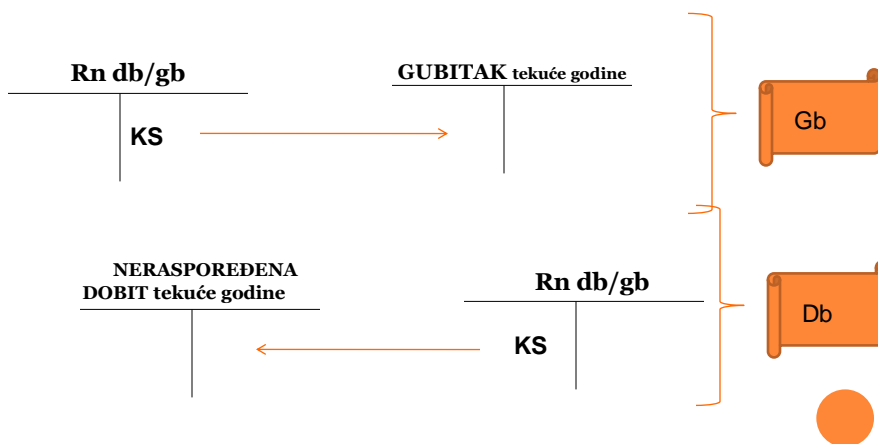 Rn db/gb
GUBITAK tekuće godine
KS
Gb
NERASPOREĐENA
DOBIT tekuće godine
Rn db/gb
KS
Db